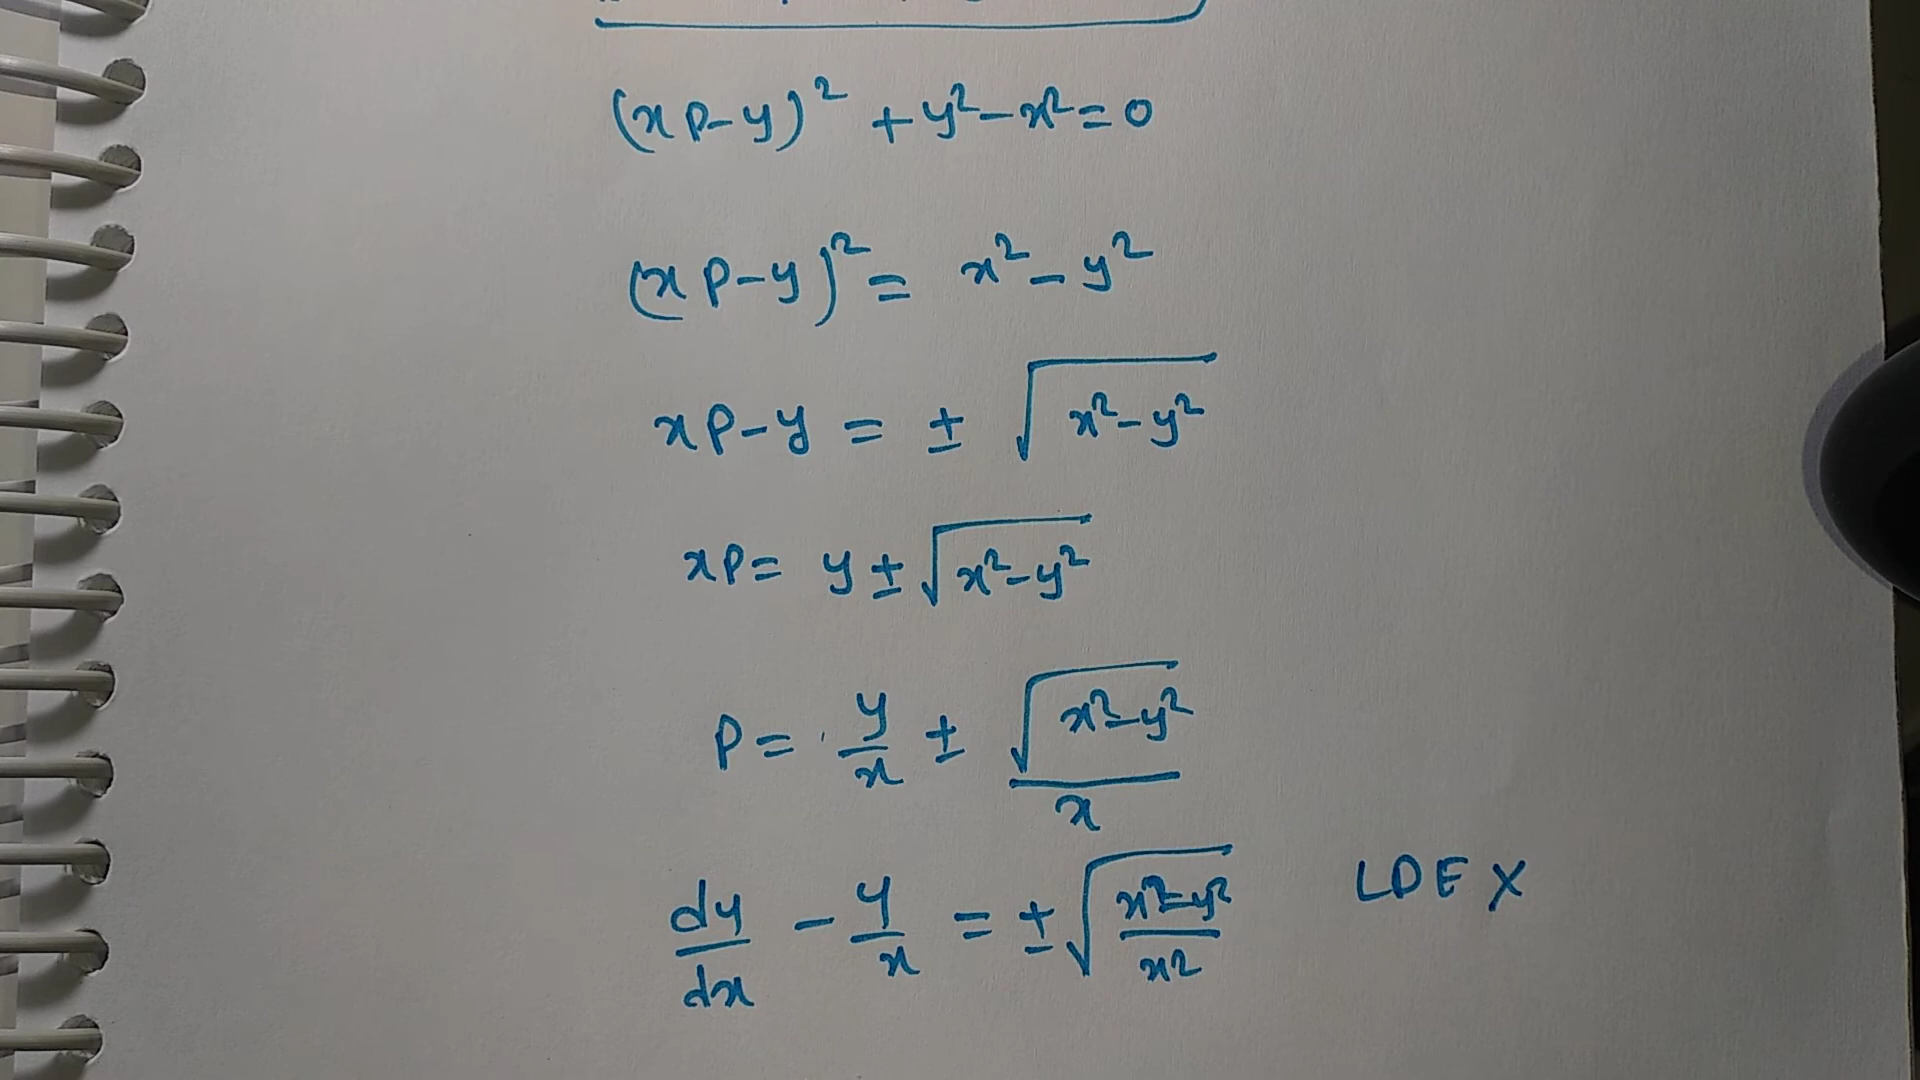 (xp-y)² + y² - x² = 0
(xp-y)² = x² - y²
xp-y = ± √(x² - y²)
xp = y ± √(x² - y²)
p = y/x ± √(x² - y²)/x
dy/dx - y/x = ± √((x² - y²)/x²) LDE X